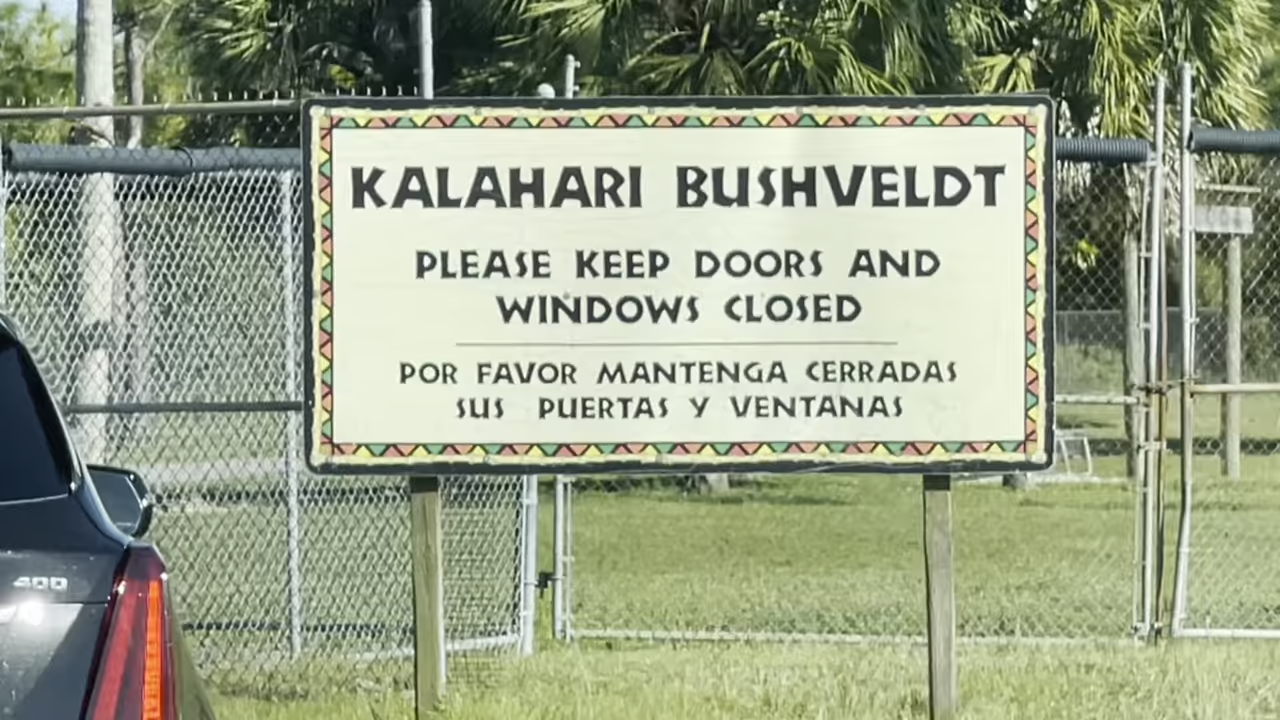 KALAHARI BUSHVELDT
PLEASE KEEP DOORS AND
WINDOWS CLOSED
POR FAVOR MANTENGA CERRADAS
SUS PUERTAS Y VENTANAS
400